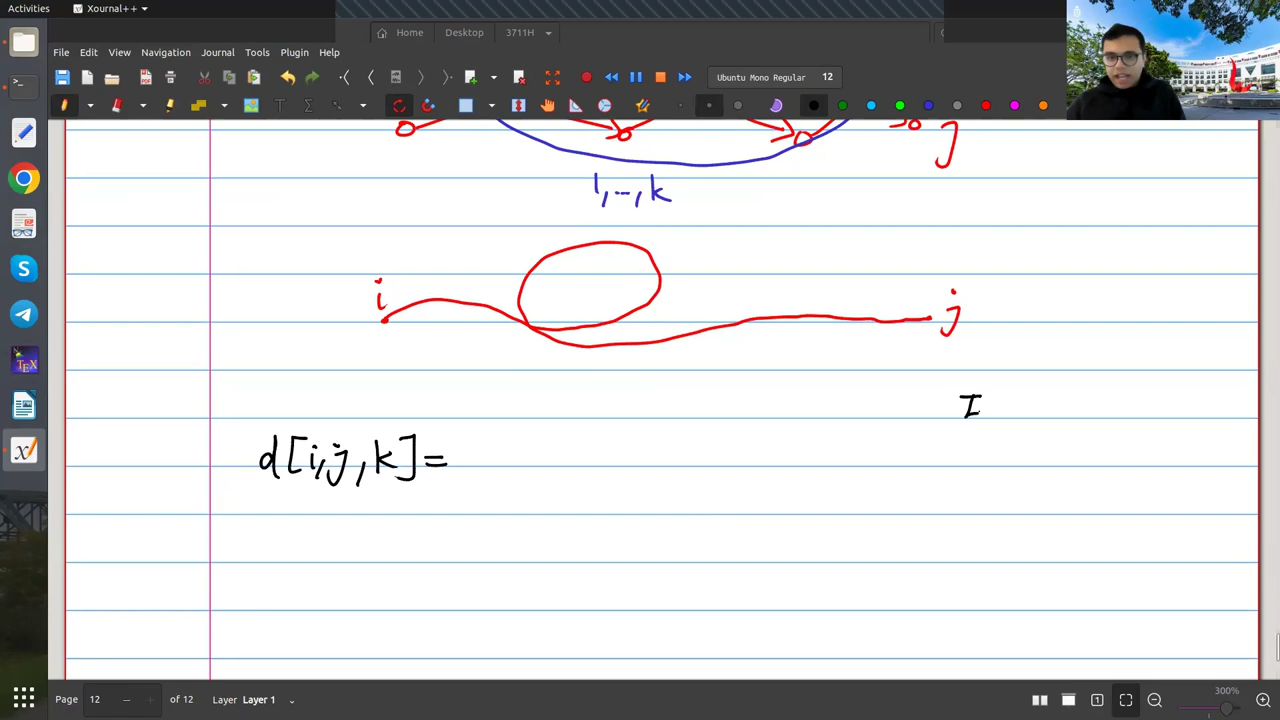 Activities Xournal++
Home Desktop 3711H
File Edit View Navigation Journal Tools Plugin Help
Ubuntu Mono Regular 12
j
1,..,k
i
j
I
d[i,j,k]=
Page 12 of 12 Layer Layer 1 300%